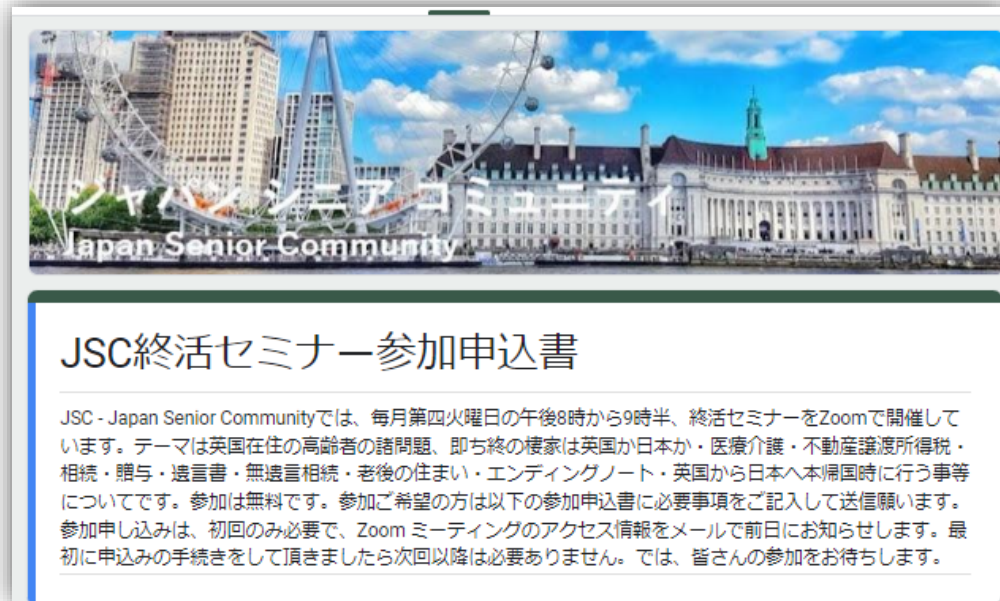 ジャパン シニア コミュニティ
Japan Senior Community
JSC終活セミナー参加申込書
JSC - Japan Senior Communityでは、毎月第四火曜日の午後8時から9時半、終活セミナーをZoomで開催して
います。テーマは英国在住の高齢者の諸問題、即ち終の棲家は英国か日本か・医療介護・不動産譲渡所得税・
相続・贈与・遺言書・無遺言相続・老後の住まい・エンディングノート・英国から日本へ本帰国時に行う事等
についてです。参加は無料です。参加ご希望の方は以下の参加申込書に必要事項をご記入して送信願います。
参加申し込みは、初回のみ必要で、Zoom ミーティングのアクセス情報をメールで前日にお知らせします。最
初に申込みの手続きをして頂きましたら次回以降は必要ありません。では、皆さんの参加をお待ちします。